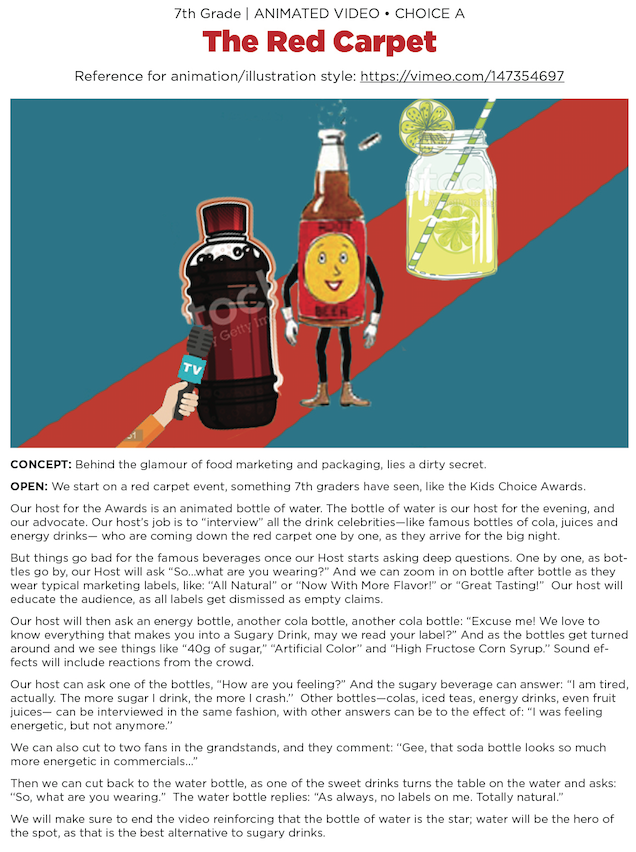 7th Grade | ANIMATED VIDEO • CHOICE A
The Red Carpet
Reference for animation/illustration style: https://vimeo.com/147354697
tock
Getty Im
TV
ROOT
BEER
stock
CONCEPT: Behind the glamour of food marketing and packaging, lies a dirty secret.
OPEN: We start on a red carpet event, something 7th graders have seen, like the Kids Choice Awards.
Our host for the Awards is an animated bottle of water. The bottle of water is our host for the evening, and
our advocate. Our host’s job is to “interview” all the drink celebrities—like famous bottles of cola, juices and
energy drinks— who are coming down the red carpet one by one, as they arrive for the big night.
But things go bad for the famous beverages once our Host starts asking deep questions. One by one, as bot-
tles go by, our Host will ask “So...what are you wearing?” And we can zoom in on bottle after bottle as they
wear typical marketing labels, like: “All Natural” or “Now With More Flavor!” or “Great Tasting!”  Our host will
educate the audience, as all labels get dismissed as empty claims.
Our host will then ask an energy bottle, another cola bottle, another cola bottle: “Excuse me! We love to
know everything that makes you into a Sugary Drink, may we read your label?” And as the bottles get turned
around and we see things like “40g of sugar,” “Artificial Color” and “High Fructose Corn Syrup.” Sound ef-
fects will include reactions from the crowd.
Our host can ask one of the bottles, “How are you feeling?” And the sugary beverage can answer: “I am tired,
actually. The more sugar I drink, the more I crash.”  Other bottles—colas, iced teas, energy drinks, even fruit
juices— can be interviewed in the same fashion, with other answers can be to the effect of: “I was feeling
energetic, but not anymore.”
We can also cut to two fans in the grandstands, and they comment: “Gee, that soda bottle looks so much
more energetic in commercials...”
Then we can cut back to the water bottle, as one of the sweet drinks turns the table on the water and asks:
“So, what are you wearing.”  The water bottle replies: “As always, no labels on me. Totally natural.”
We will make sure to end the video reinforcing that the bottle of water is the star; water will be the hero of
the spot, as that is the best alternative to sugary drinks.